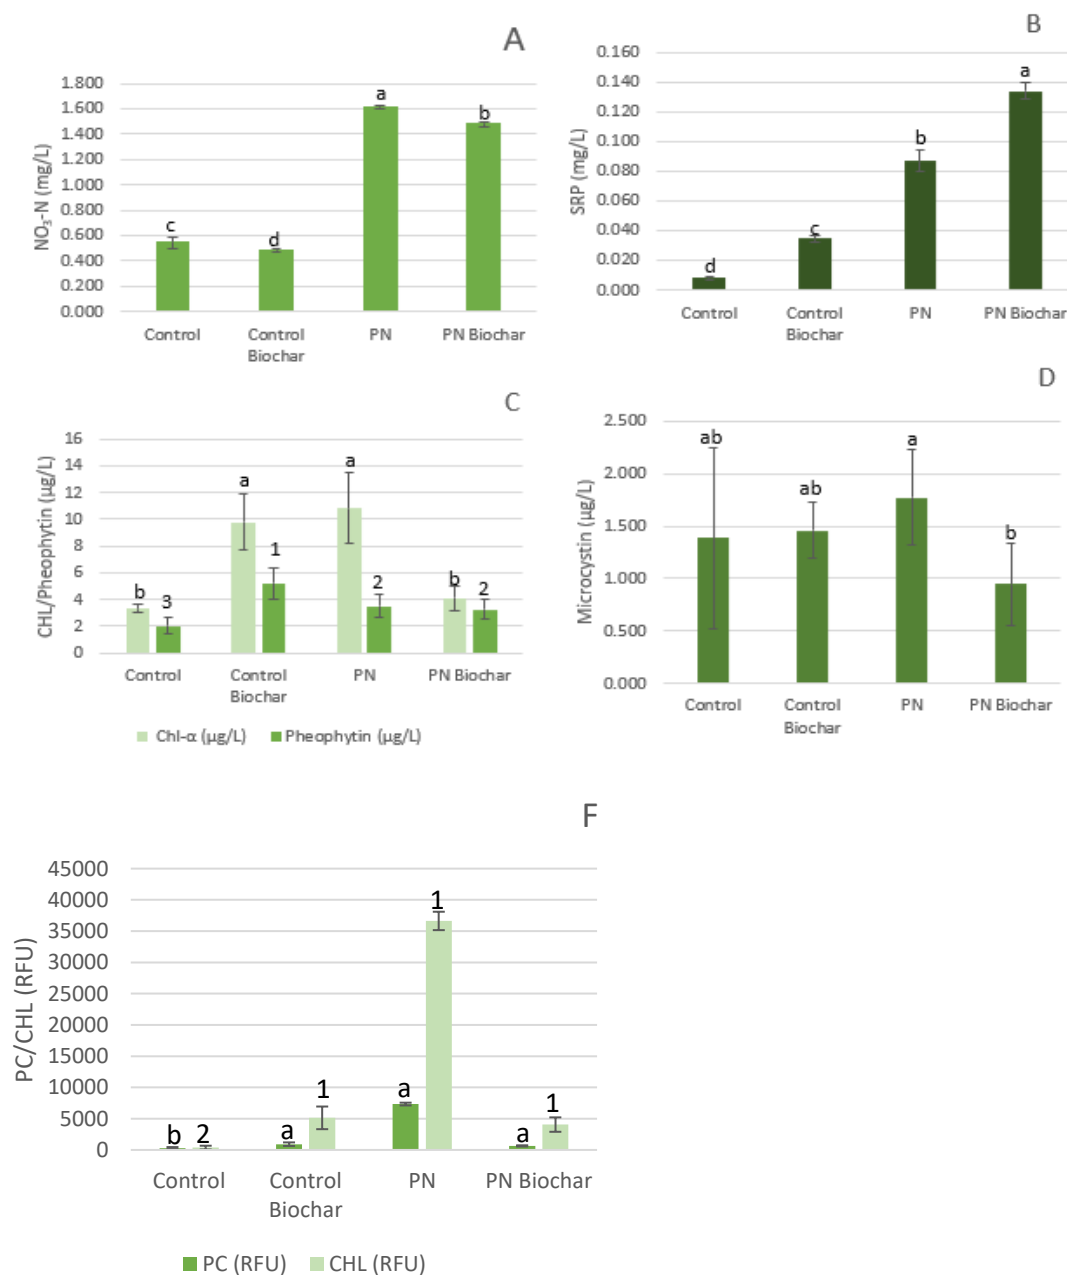 A
NO₃-N (mg/L)
1.800
1.600
1.400
1.200
1.000
0.800
0.600
0.400
0.200
0.000
c
d
a
b
Control
Control
Biochar
PN
PN Biochar
B
SRP (mg/L)
0.160
0.140
0.120
0.100
0.080
0.060
0.040
0.020
0.000
d
c
b
a
Control
Control
Biochar
PN
PN Biochar
C
CHL/Pheophytin (µg/L)
16
14
12
10
8
6
4
2
0
b
3
a
1
a
2
b
2
Control
Control
Biochar
PN
PN Biochar
Chl-α (µg/L)
Pheophytin (µg/L)
D
Microcystin (µg/L)
2.500
2.000
1.500
1.000
0.500
0.000
ab
ab
a
b
Control
Control
Biochar
PN
PN Biochar
F
PC/CHL (RFU)
45000
40000
35000
30000
25000
20000
15000
10000
5000
0
b
2
a
1
a
1
a
1
Control
Control
Biochar
PN
PN Biochar
PC (RFU)
CHL (RFU)